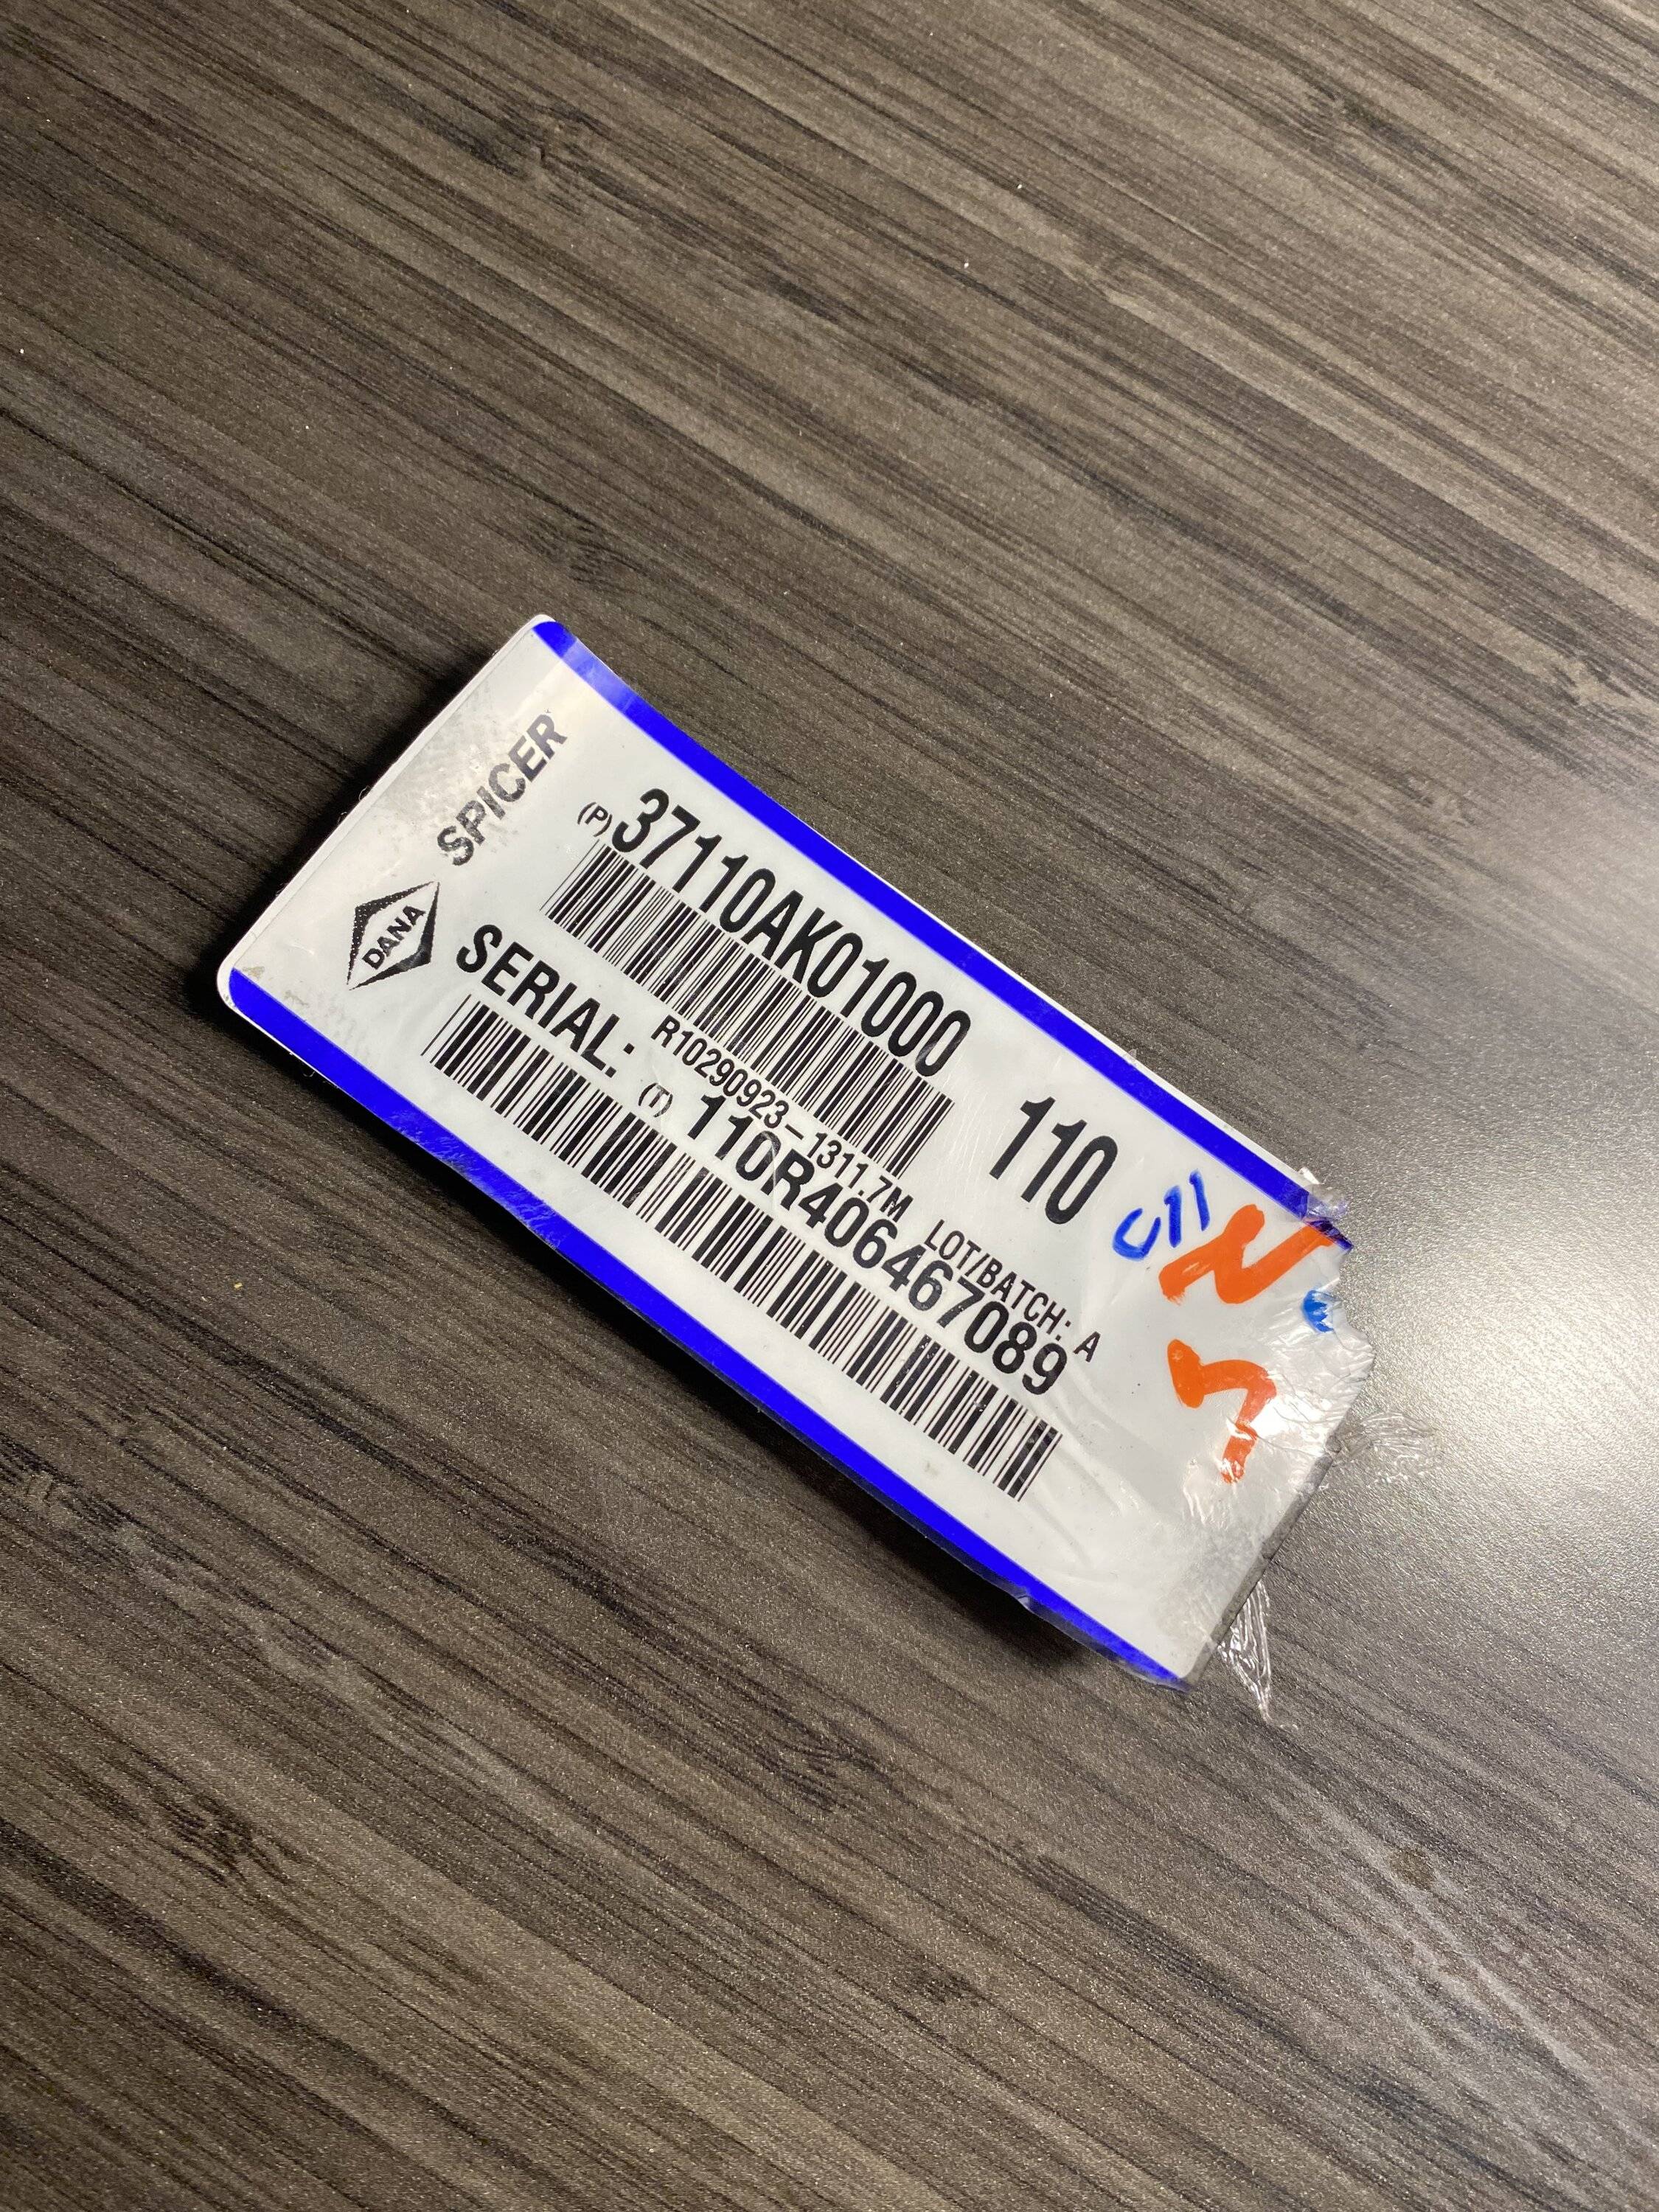 SPICER
DANA
(P) 37110AK01000 110
R10290923-1311.7M LOT/BATCH: A
SERIAL: (T) 110R406467089